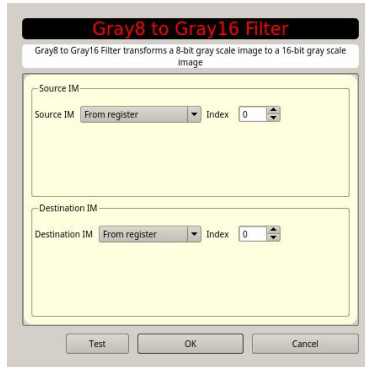 Gray8 to Gray16 Filter
Gray8 to Gray16 Filter transforms a 8-bit gray scale image to a 16-bit gray scale
image
Source IM
Source IM From register Index 0
Destination IM
Destination IM From register Index 0
Test OK Cancel